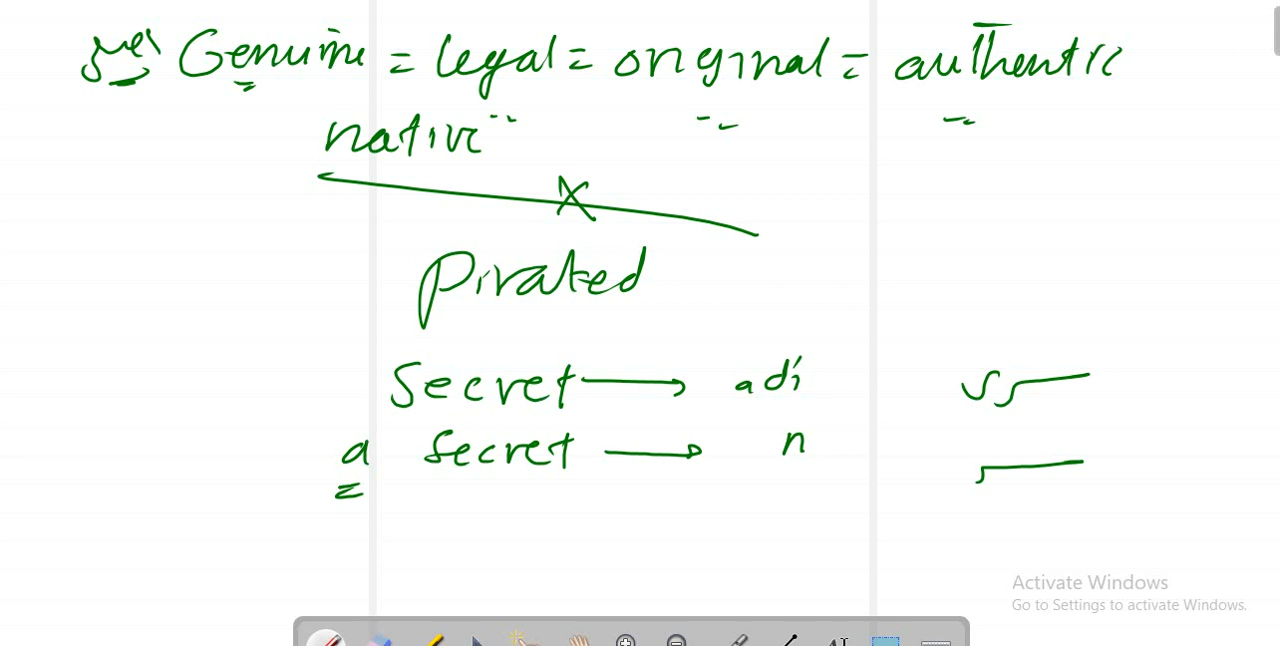 Genuine = legal = original = authentic
native
X
Pirated
Secret → adj
a Secret → n
Activate Windows
Go to Settings to activate Windows.